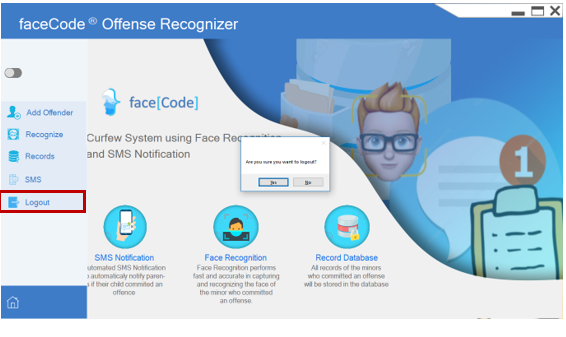 faceCode ® Offense Recognizer
Add Offender
Recognize
Records
SMS
Logout
face[Code]
Curfew System using Face Recognition
and SMS Notification
Are you sure you want to logout?
Yes
No
1
SMS Notification
utomated SMS Notification
automaticaly notify paren-
s if their child commited an
offence
Face Recognition
Face Recognition performs
fast and accurate in capturing
and recognizing the face of
the minor who committed
an offense.
Record Database
All records of the minors
who committed an offense
will be stored in the database